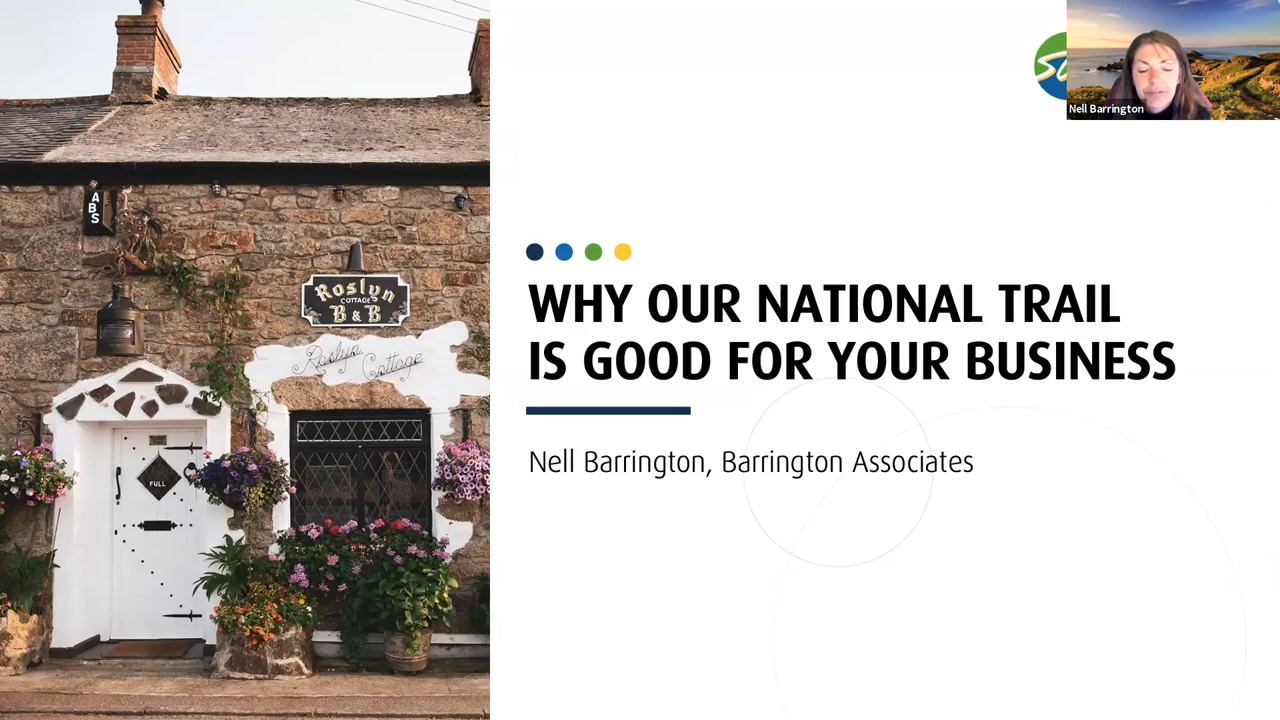 Nell Barrington
WHY OUR NATIONAL TRAIL
IS GOOD FOR YOUR BUSINESS
Nell Barrington, Barrington Associates
ABS
Roslyn
COTTAGE
B & B
Roslyn
Cottage
FULL